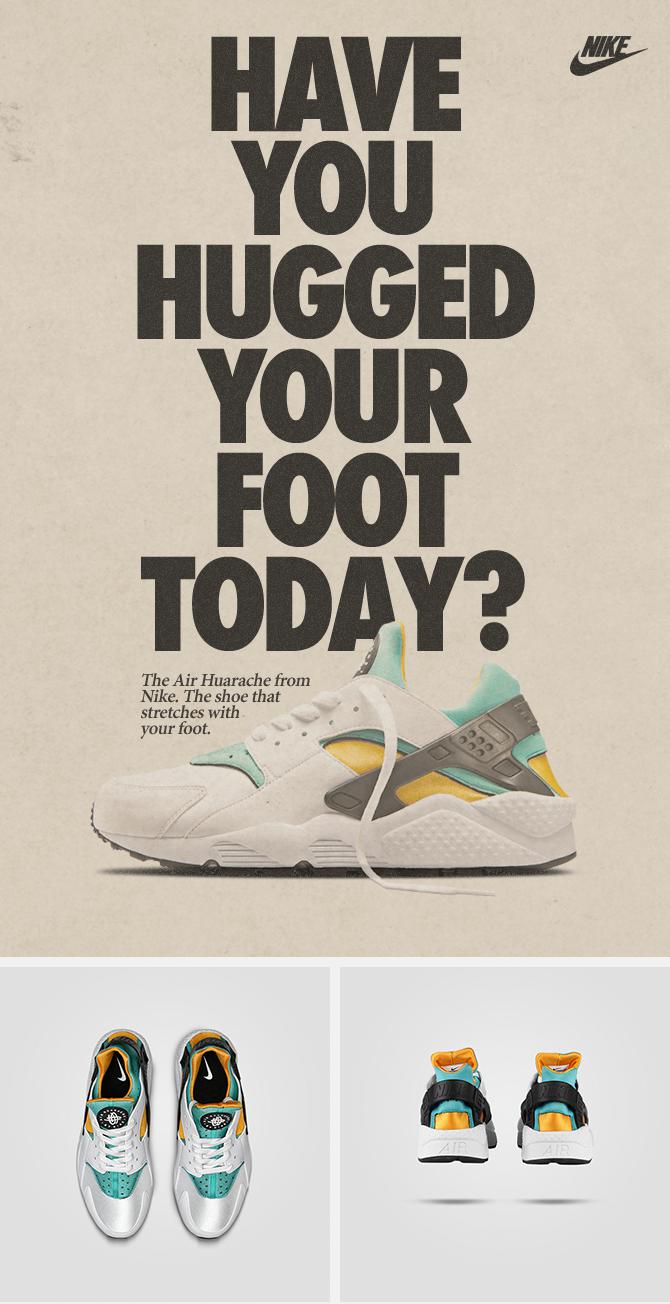 NIKE
HAVE
YOU
HUGGED
YOUR
FOOT
TODAY?
The Air Huarache from
Nike. The shoe that
stretches with
your foot.
AIR
AIR